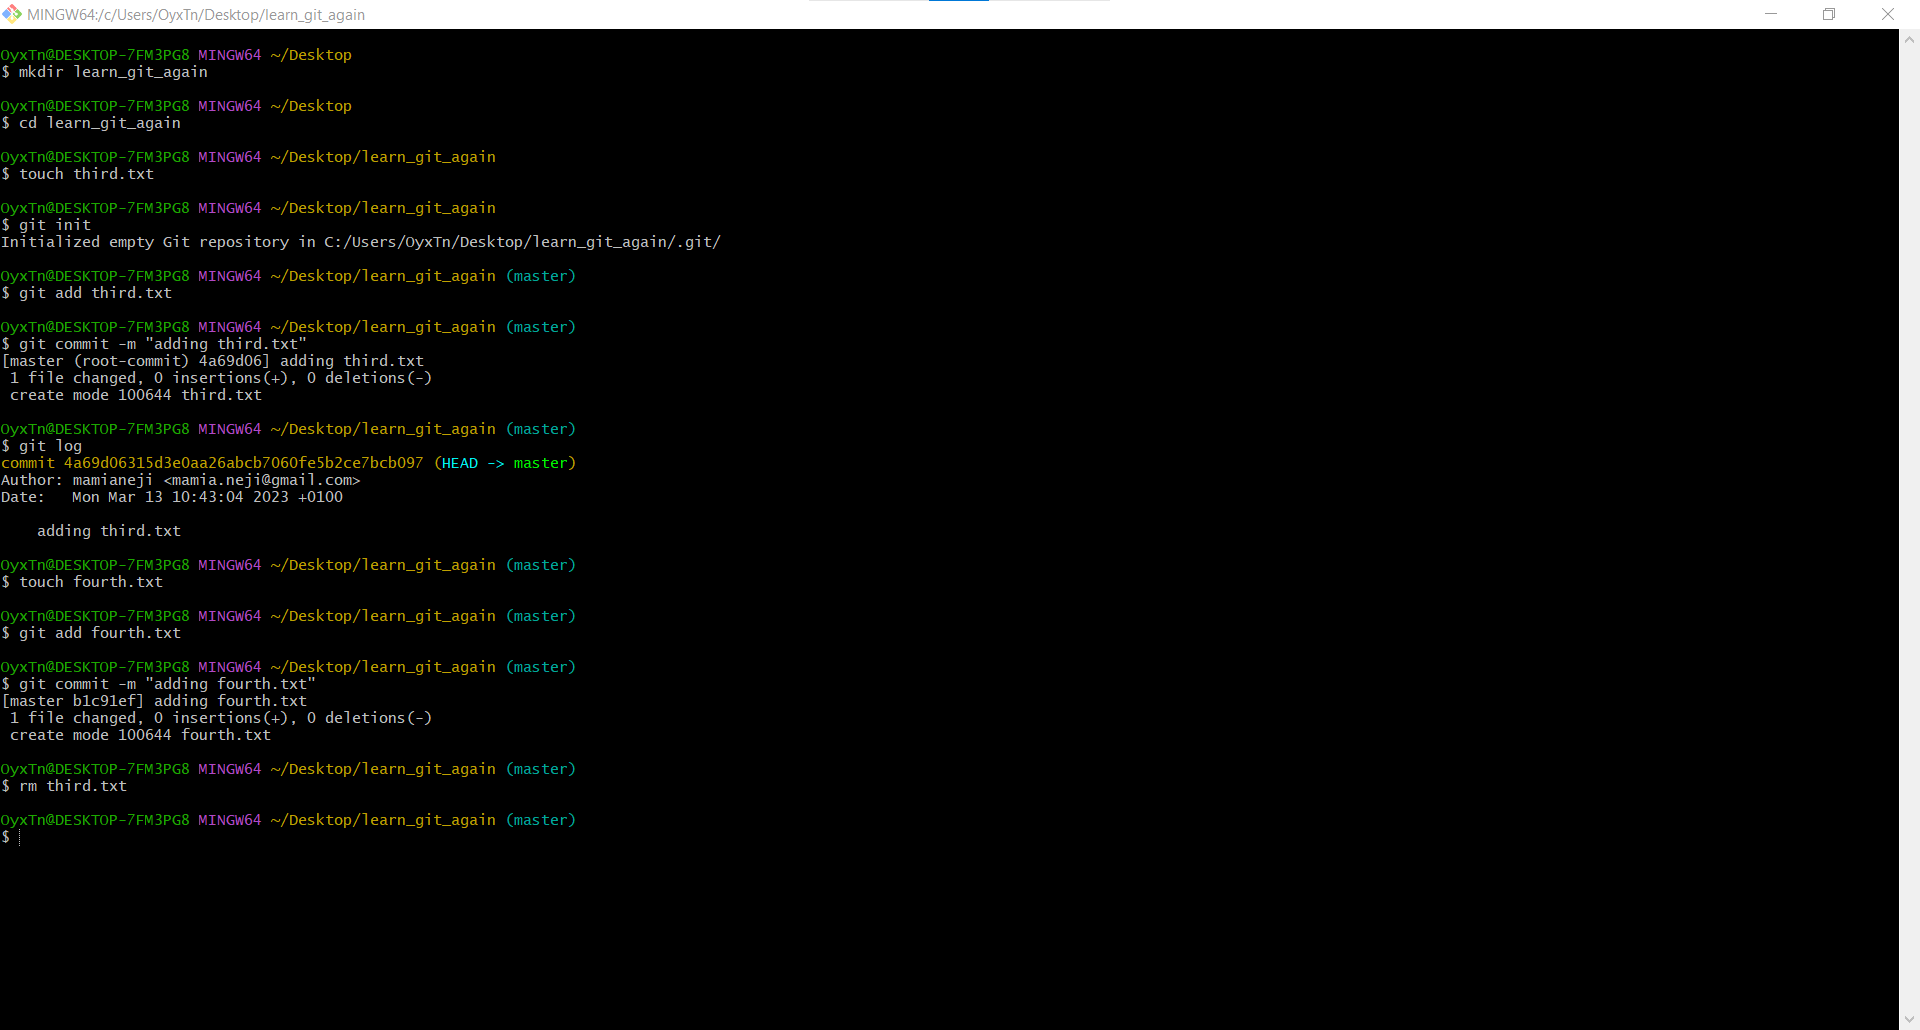 MINGW64:/c/Users/OyxTn/Desktop/learn_git_again
OyxTn@DESKTOP-7FM3PG8 MINGW64 ~/Desktop
$ mkdir learn_git_again
OyxTn@DESKTOP-7FM3PG8 MINGW64 ~/Desktop
$ cd learn_git_again
OyxTn@DESKTOP-7FM3PG8 MINGW64 ~/Desktop/learn_git_again
$ touch third.txt
OyxTn@DESKTOP-7FM3PG8 MINGW64 ~/Desktop/learn_git_again
$ git init
Initialized empty Git repository in C:/Users/OyxTn/Desktop/learn_git_again/.git/
OyxTn@DESKTOP-7FM3PG8 MINGW64 ~/Desktop/learn_git_again (master)
$ git add third.txt
OyxTn@DESKTOP-7FM3PG8 MINGW64 ~/Desktop/learn_git_again (master)
$ git commit -m "adding third.txt"
[master (root-commit) 4a69d06] adding third.txt
 1 file changed, 0 insertions(+), 0 deletions(-)
 create mode 100644 third.txt
OyxTn@DESKTOP-7FM3PG8 MINGW64 ~/Desktop/learn_git_again (master)
$ git log
commit 4a69d06315d3e0aa26abcb7060fe5b2ce7bcb097 (HEAD -> master)
Author: mamianeji <mamia.neji@gmail.com>
Date:   Mon Mar 13 10:43:04 2023 +0100
    adding third.txt
OyxTn@DESKTOP-7FM3PG8 MINGW64 ~/Desktop/learn_git_again (master)
$ touch fourth.txt
OyxTn@DESKTOP-7FM3PG8 MINGW64 ~/Desktop/learn_git_again (master)
$ git add fourth.txt
OyxTn@DESKTOP-7FM3PG8 MINGW64 ~/Desktop/learn_git_again (master)
$ git commit -m "adding fourth.txt"
[master b1c91ef] adding fourth.txt
 1 file changed, 0 insertions(+), 0 deletions(-)
 create mode 100644 fourth.txt
OyxTn@DESKTOP-7FM3PG8 MINGW64 ~/Desktop/learn_git_again (master)
$ rm third.txt
OyxTn@DESKTOP-7FM3PG8 MINGW64 ~/Desktop/learn_git_again (master)
$